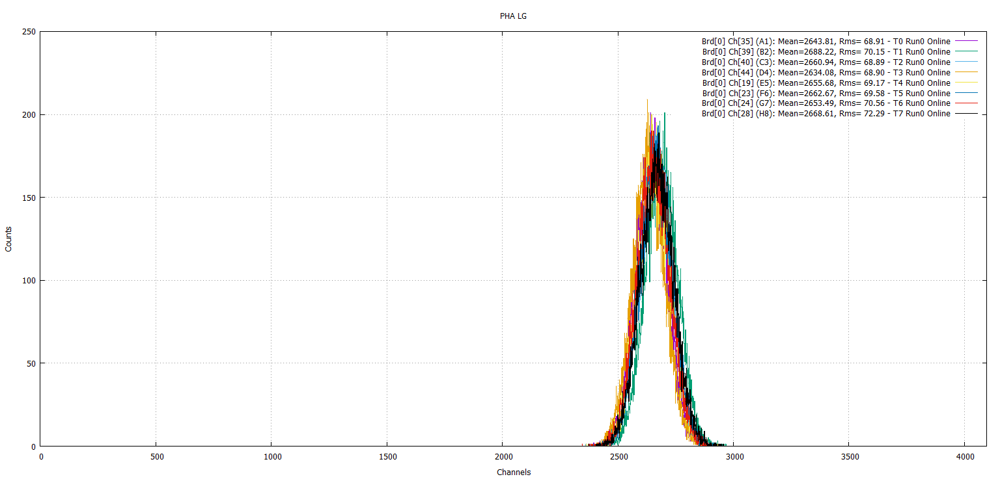 PHA LG
250
Brd[0] Ch[35] (A1): Mean=2643.81, Rms= 68.91 - T0 Run0 Online
Brd[0] Ch[39] (B2): Mean=2688.22, Rms= 70.15 - T1 Run0 Online
Brd[0] Ch[40] (C3): Mean=2660.94, Rms= 68.89 - T2 Run0 Online
Brd[0] Ch[44] (D4): Mean=2634.08, Rms= 68.90 - T3 Run0 Online
Brd[0] Ch[19] (E5): Mean=2655.68, Rms= 69.17 - T4 Run0 Online
Brd[0] Ch[23] (F6): Mean=2662.67, Rms= 69.58 - T5 Run0 Online
Brd[0] Ch[24] (G7): Mean=2653.49, Rms= 70.56 - T6 Run0 Online
Brd[0] Ch[28] (H8): Mean=2668.61, Rms= 72.29 - T7 Run0 Online
200
150
Counts
100
50
0
0 500 1000 1500 2000 2500 3000 3500 4000
Channels